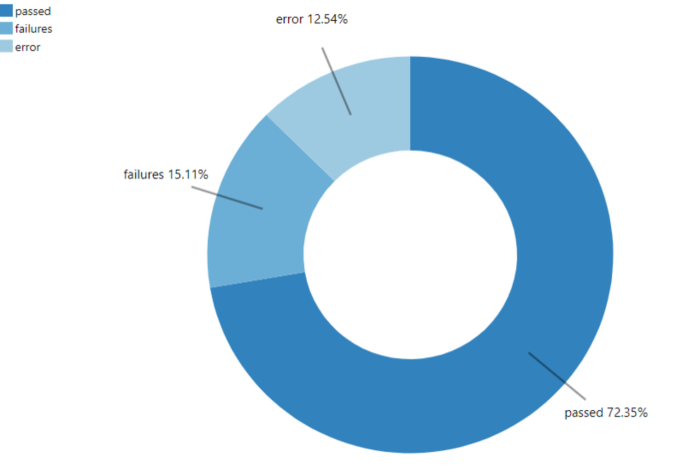 passed
failures
error
error 12.54%
failures 15.11%
passed 72.35%